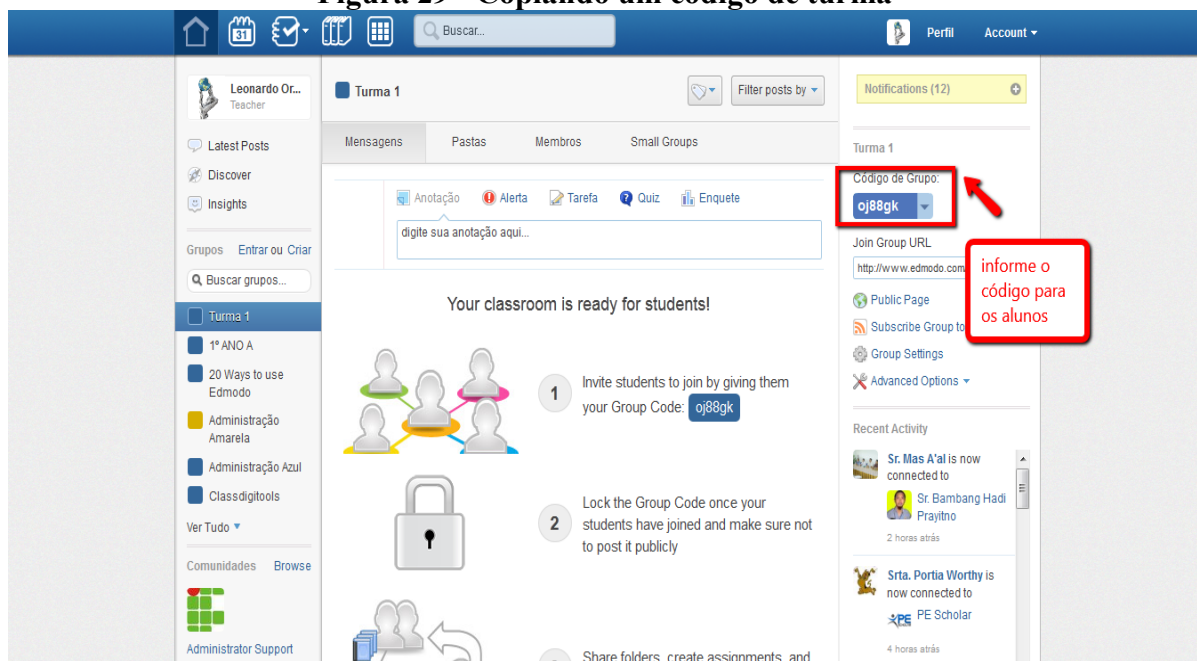 Figura 29 - Copiando um código de turma
31
Buscar...
Perfil
Account
Leonardo Or...
Teacher
Latest Posts
Discover
Insights
Grupos Entrar ou Criar
Buscar grupos...
Turma 1
1º ANO A
20 Ways to use
Edmodo
Administração
Amarela
Administração Azul
Classdigitools
Ver Tudo
Comunidades Browse
Administrator Support
Turma 1
Filter posts by
Mensagens Pastas Membros Small Groups
Anotação Alerta Tarefa Quiz Enquete
digite sua anotação aqui...
Your classroom is ready for students!
1
Invite students to join by giving them
your Group Code: oj88gk
2
Lock the Group Code once your
students have joined and make sure not
to post it publicly
Share folders, create assignments, and
Notifications (12)
Turma 1
Código de Grupo:
oj88gk
Join Group URL
http://www.edmodo.com
informe o
código para
os alunos
Public Page
Subscribe Group to
Group Settings
Advanced Options
Recent Activity
Sr. Mas A'al is now
connected to
Sr. Bambang Hadi
Prayitno
2 horas atrás
Srta. Portia Worthy is
now connected to
PE PE Scholar
4 horas atrás